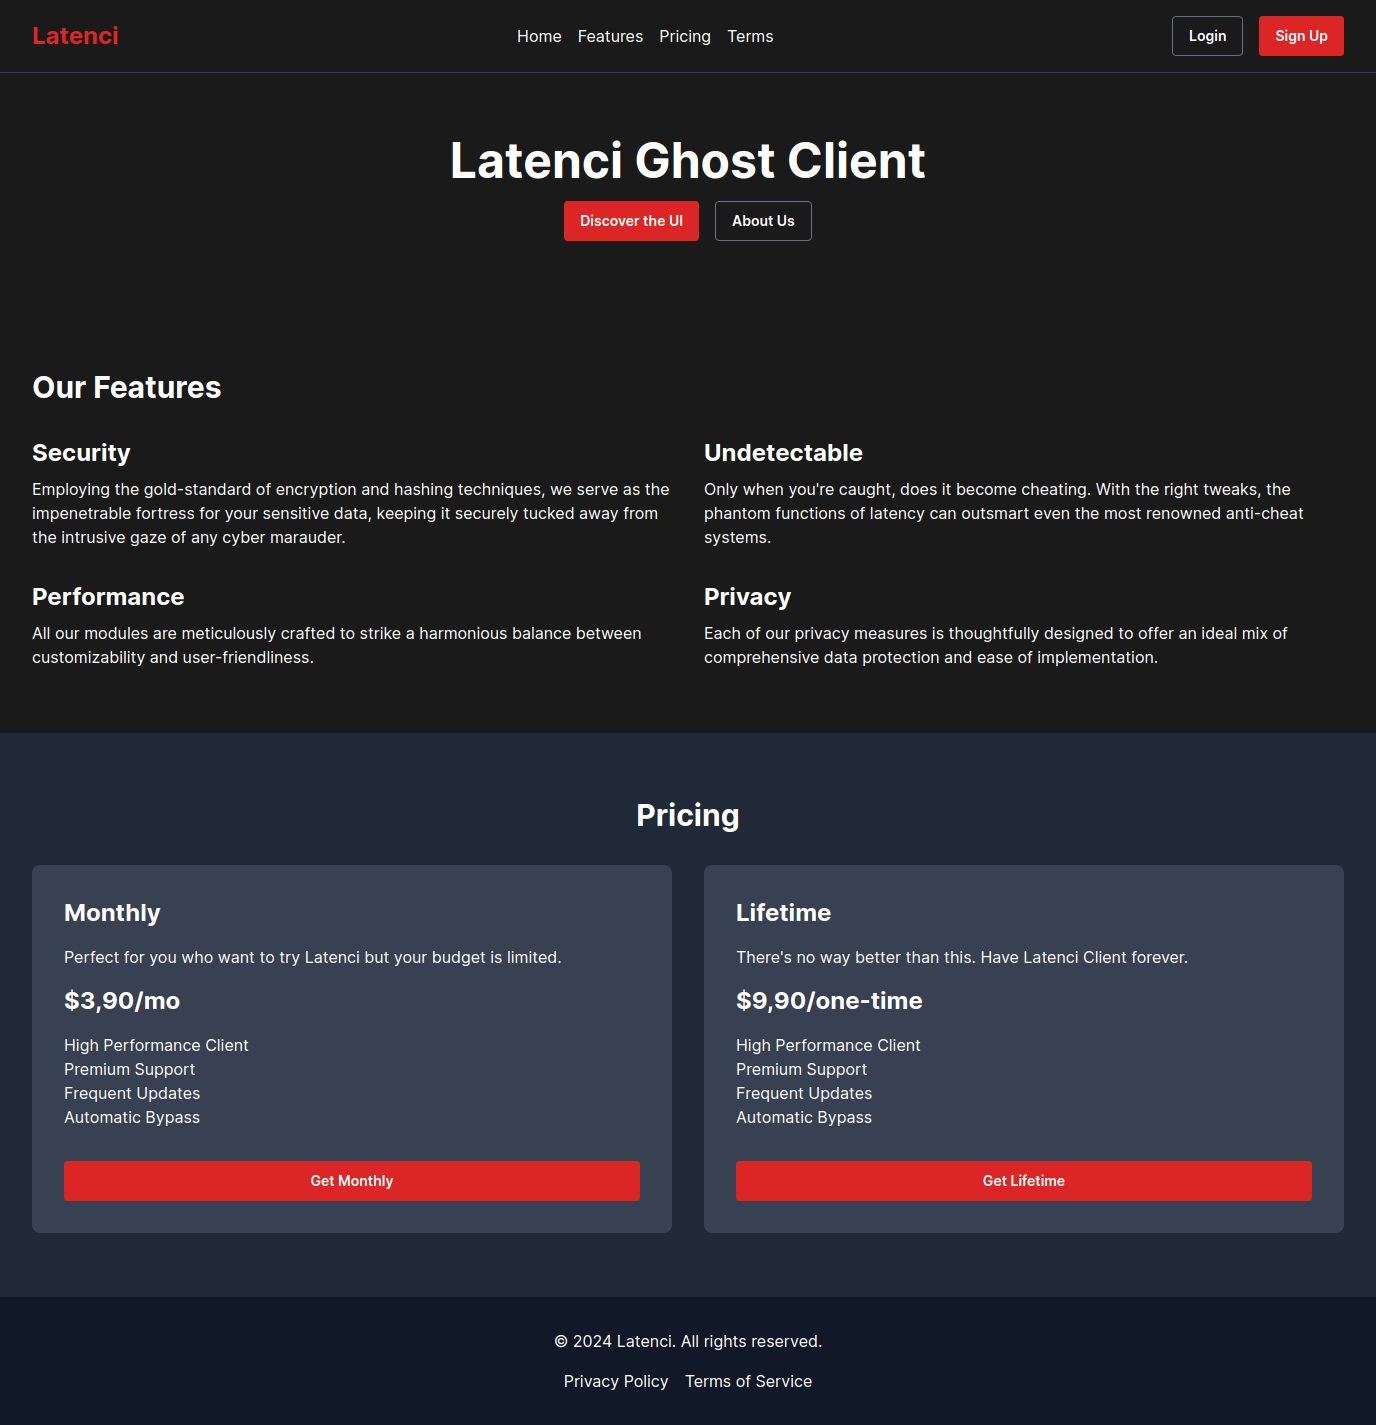 Latenci
Home Features Pricing Terms
Login Sign Up
Latenci Ghost Client
Discover the UI About Us
Our Features
Security
Employing the gold-standard of encryption and hashing techniques, we serve as the
impenetrable fortress for your sensitive data, keeping it securely tucked away from
the intrusive gaze of any cyber marauder.
Undetectable
Only when you're caught, does it become cheating. With the right tweaks, the
phantom functions of latency can outsmart even the most renowned anti-cheat
systems.
Performance
All our modules are meticulously crafted to strike a harmonious balance between
customizability and user-friendliness.
Privacy
Each of our privacy measures is thoughtfully designed to offer an ideal mix of
comprehensive data protection and ease of implementation.
Pricing
Monthly
Perfect for you who want to try Latenci but your budget is limited.
$3,90/mo
High Performance Client
Premium Support
Frequent Updates
Automatic Bypass
Get Monthly
Lifetime
There's no way better than this. Have Latenci Client forever.
$9,90/one-time
High Performance Client
Premium Support
Frequent Updates
Automatic Bypass
Get Lifetime
© 2024 Latenci. All rights reserved.
Privacy Policy Terms of Service